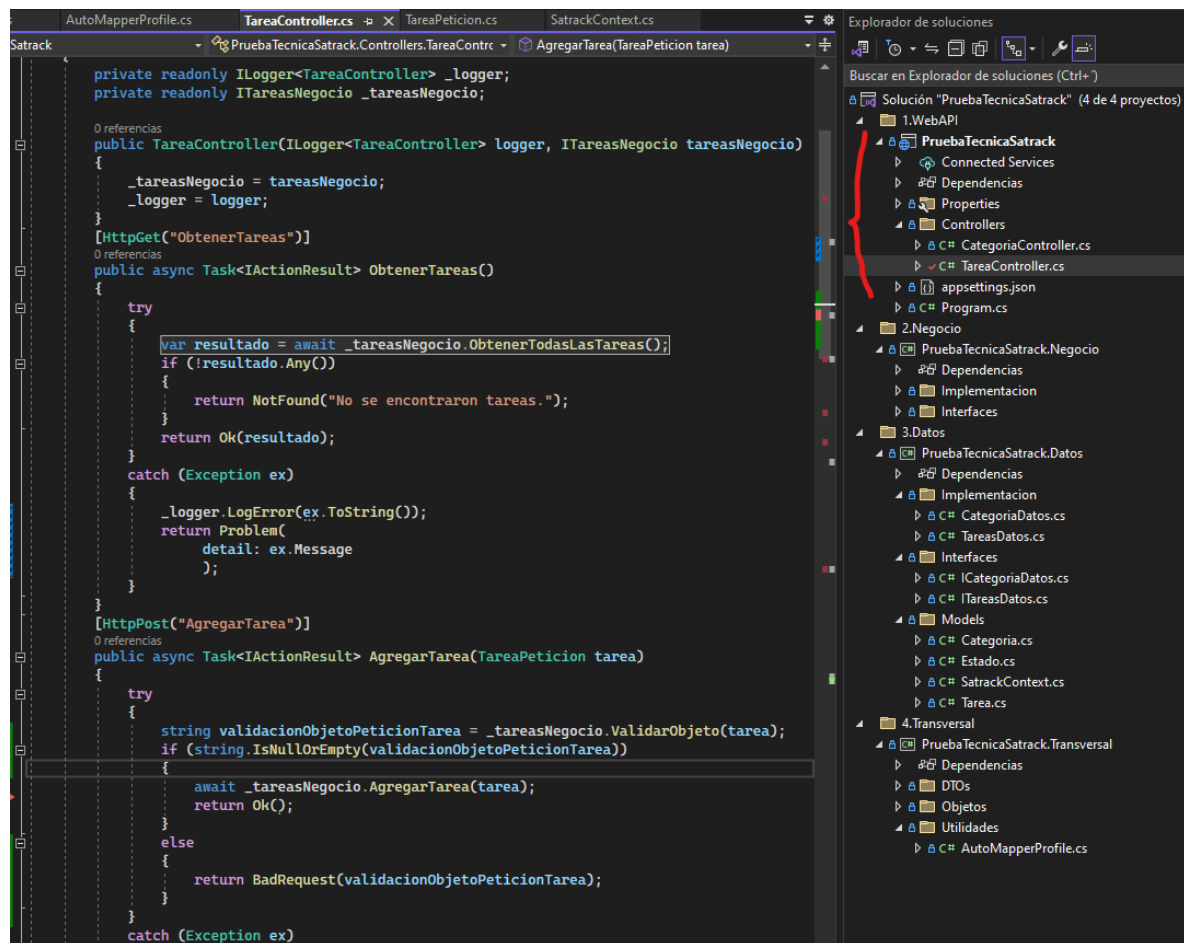 AutoMapperProfile.cs
TareaController.cs
TareaPeticion.cs
SatrackContext.cs
Satrack
PruebaTecnicaSatrack.Controllers.TareaContrc
AgregarTarea(TareaPeticion tarea)
private readonly ILogger<TareaController> _logger;
private readonly ITareasNegocio _tareasNegocio;
0 referencias
public TareaController(ILogger<TareaController> logger, ITareasNegocio tareasNegocio)
{
_tareasNegocio = tareasNegocio;
_logger = logger;
}
[HttpGet("ObtenerTareas")]
0 referencias
public async Task<IActionResult> ObtenerTareas()
{
try
{
var resultado = await _tareasNegocio.ObtenerTodasLasTareas();
if (!resultado.Any())
{
return NotFound("No se encontraron tareas.");
}
return Ok(resultado);
}
catch (Exception ex)
{
_logger.LogError(ex.ToString());
return Problem(
detail: ex.Message
);
}
}
[HttpPost("AgregarTarea")]
0 referencias
public async Task<IActionResult> AgregarTarea(TareaPeticion tarea)
{
try
{
string validacionObjetoPeticionTarea = _tareasNegocio.ValidarObjeto(tarea);
if (string.IsNullOrEmpty(validacionObjetoPeticionTarea))
{
await _tareasNegocio.AgregarTarea(tarea);
return Ok();
}
else
{
return BadRequest(validacionObjetoPeticionTarea);
}
}
catch (Exception ex)
Explorador de soluciones
Buscar en Explorador de soluciones (Ctrl+´)
Solución "PruebaTecnicaSatrack" (4 de 4 proyectos)
1.WebAPI
PruebaTecnicaSatrack
Connected Services
Dependencias
Properties
Controllers
C# CategoriaController.cs
C# TareaController.cs
appsettings.json
C# Program.cs
2.Negocio
C# PruebaTecnicaSatrack.Negocio
Dependencias
Implementacion
Interfaces
3.Datos
C# PruebaTecnicaSatrack.Datos
Dependencias
Implementacion
C# CategoriaDatos.cs
C# TareasDatos.cs
Interfaces
C# ICategoriaDatos.cs
C# ITareasDatos.cs
Models
C# Categoria.cs
C# Estado.cs
C# SatrackContext.cs
C# Tarea.cs
4.Transversal
C# PruebaTecnicaSatrack.Transversal
Dependencias
DTOs
Objetos
Utilidades
C# AutoMapperProfile.cs